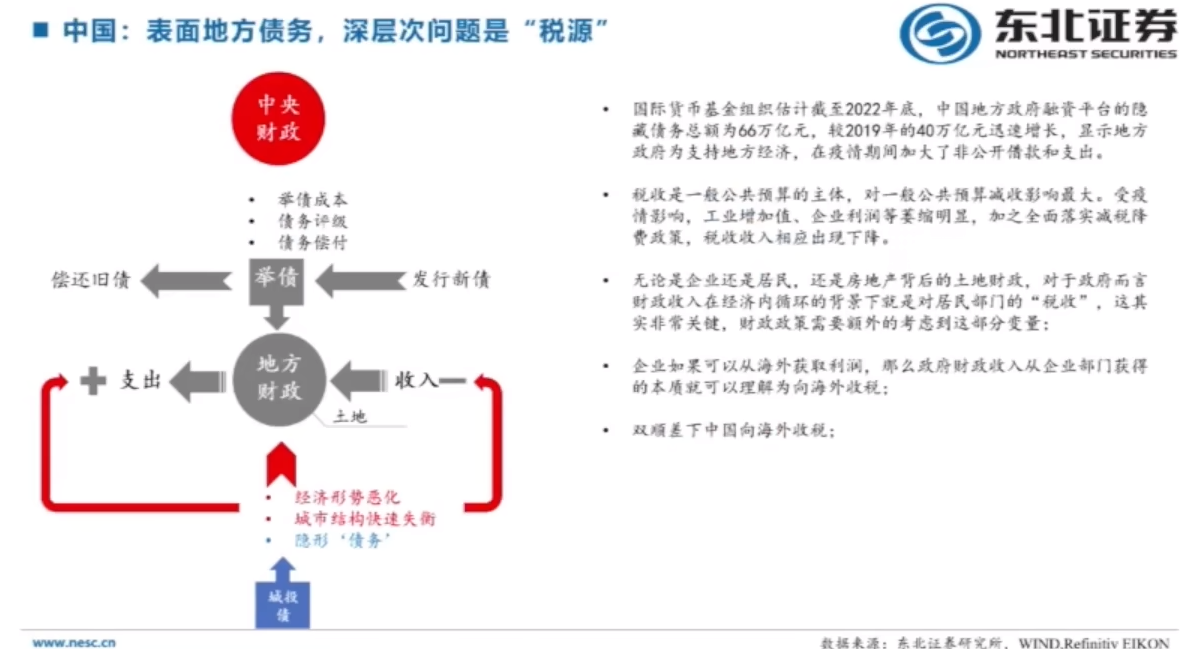 中国：表面地方债务，深层次问题是“税源”
东北证券
NORTHEAST SECURITIES
中央
财政
• 举债成本
• 债务评级
• 债务偿付
偿还旧债
举债
发行新债
支出
地方
财政
收入
土地
• 经济形势恶化
• 城市结构快速失衡
• 隐形‘债务’
城投
债
• 国际货币基金组织估计截至2022年底，中国地方政府融资平台的隐
藏债务总额为66万亿元，较2019年的40万亿元迅速增长，显示地方
政府为支持地方经济，在疫情期间加大了非公开借款和支出。
• 税收是一般公共预算的主体，对一般公共预算减收影响最大。受疫
情影响，工业增加值、企业利润等萎缩明显，加之全面落实减税降
费政策，税收收入相应出现下降。
• 无论是企业还是居民，还是房地产背后的土地财政，对于政府而言
财政收入在经济内循环的背景下就是对居民部门的“税收”，这其
实非常关键，财政政策需要额外的考虑到这部分变量；
• 企业如果可以从海外获取利润，那么政府财政收入从企业部门获得
的本质就可以理解为向海外收税；
• 双顺差下中国向海外收税；
www.nesc.cn
数据来源：东北证券研究所，WIND,Refinitiv EIKON